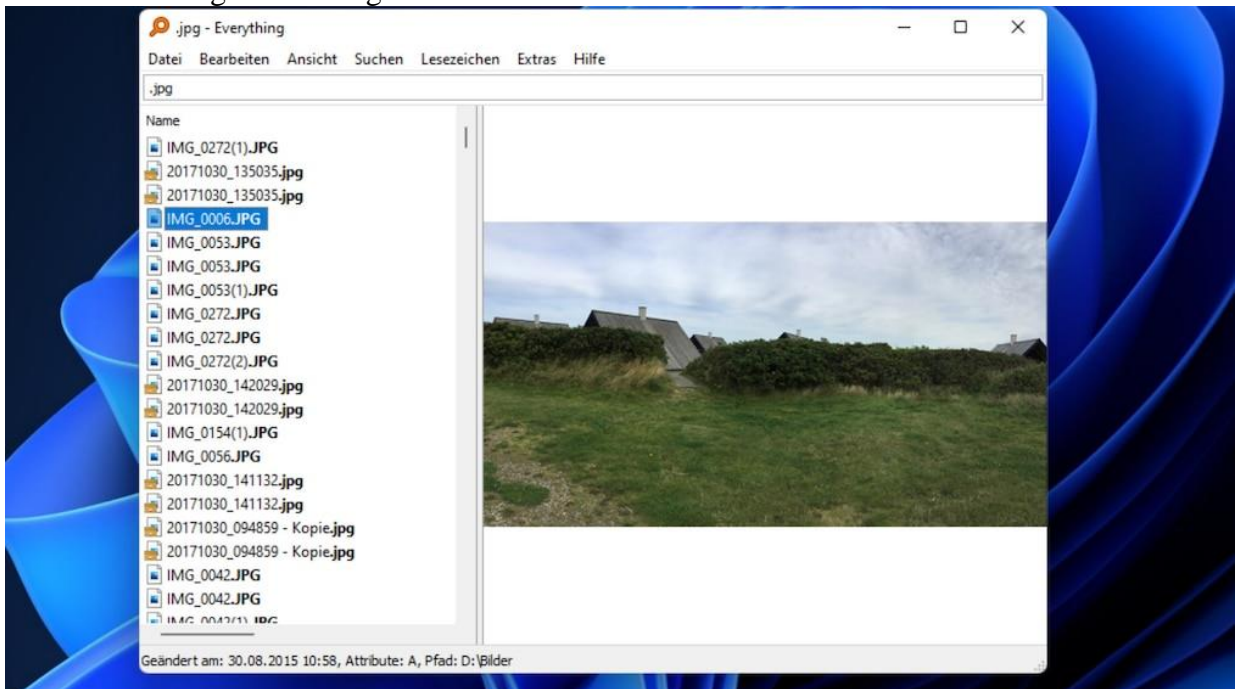 .jpg - Everything
Datei Bearbeiten Ansicht Suchen Lesezeichen Extras Hilfe
.jpg
Name
IMG_0272(1).JPG
20171030_135035.jpg
20171030_135035.jpg
IMG_0006.JPG
IMG_0053.JPG
IMG_0053.JPG
IMG_0053(1).JPG
IMG_0272.JPG
IMG_0272.JPG
IMG_0272(2).JPG
20171030_142029.jpg
20171030_142029.jpg
IMG_0154(1).JPG
IMG_0056.JPG
20171030_141132.jpg
20171030_141132.jpg
20171030_094859 - Kopie.jpg
20171030_094859 - Kopie.jpg
IMG_0042.JPG
IMG_0042.JPG
IMG_0042(1).JPG
Geändert am: 30.08.2015 10:58, Attribute: A, Pfad: D:\Bilder